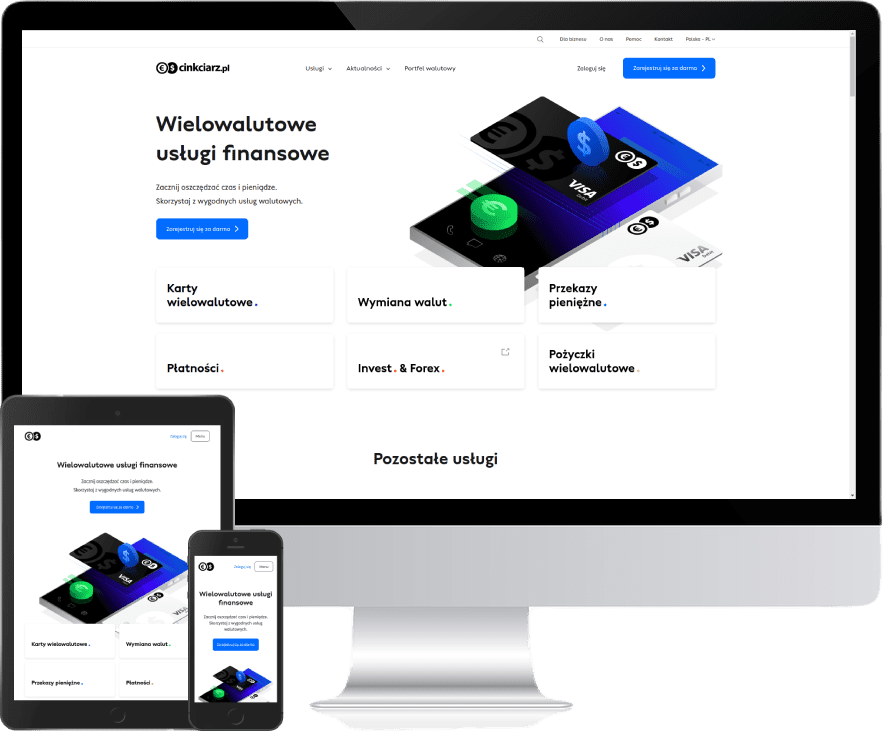 Dla biznesu O nas Pomoc Kontakt Polska - PL
cinkciarz.pl Usługi Aktualności Portfel walutowy Zaloguj się Zarejestruj się za darmo
Wielowalutowe
usługi finansowe
Zacznij oszczędzać czas i pieniądze.
Skorzystaj z wygodnych usług walutowych.
Zarejestruj się za darmo
VISA
Debit
VISA
Karty
wielowalutowe.
Wymiana walut.
Przekazy
pieniężne.
Płatności.
Invest. & Forex.
Pożyczki
wielowalutowe.
Pozostałe usługi
Zaloguj się Menu
Wielowalutowe usługi finansowe
Zacznij oszczędzać czas i pieniądze.
Skorzystaj z wygodnych usług walutowych.
Zarejestruj się za darmo
VISA
VISA
Karty wielowalutowe.
Wymiana walut.
Przekazy pieniężne.
Płatności.
Zaloguj się Menu
Wielowalutowe usługi
finansowe
Zacznij oszczędzać czas i pieniądze.
Skorzystaj z wygodnych usług
walutowych.
Zarejestruj się za darmo